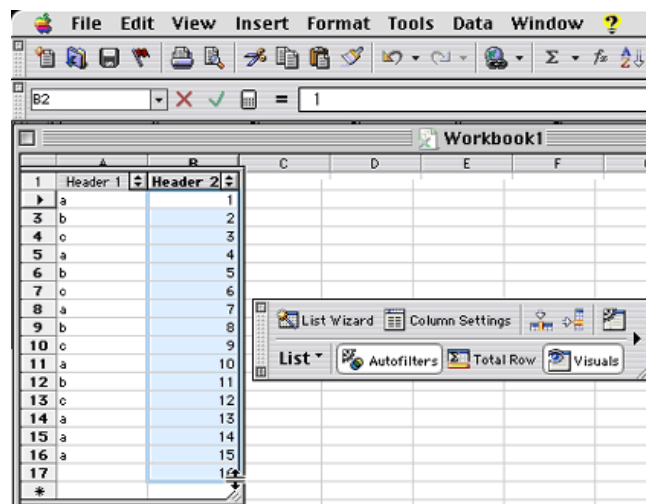 File Edit View Insert Format Tools Data Window ?
Σ fx
B2 = 1
Workbook1
A B C D E F
1 Header 1 Header 2
a 1
3 b 2
4 c 3
5 a 4
6 b 5
7 c 6
8 a 7
9 b 8
10 c 9
11 a 10
12 b 11
13 c 12
14 a 13
15 a 14
16 a 15
17
*
List Wizard Column Settings
List Autofilters Total Row Visuals